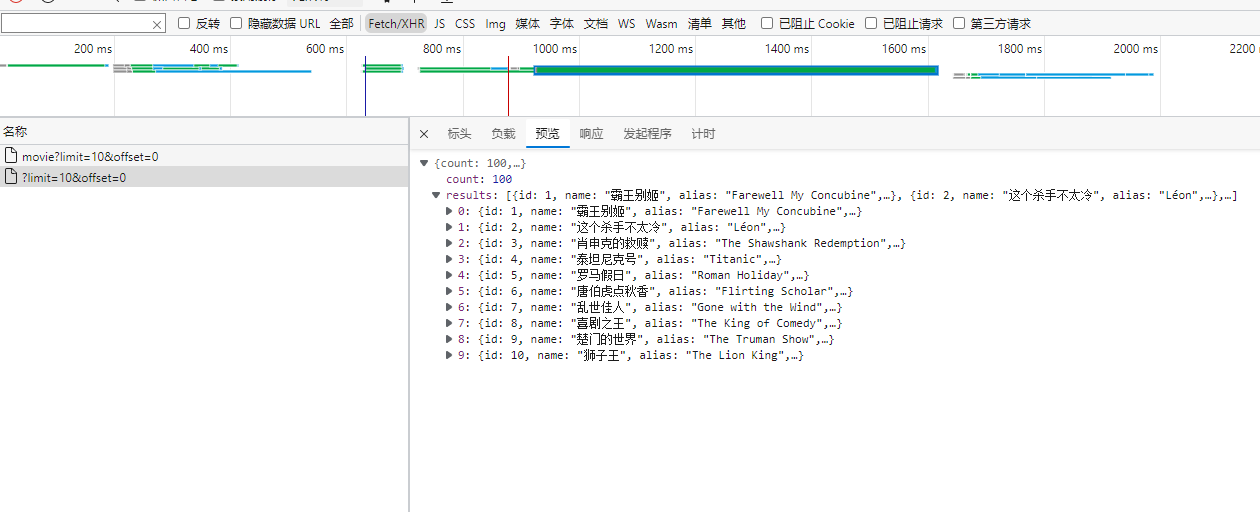 反转 隐藏数据 URL 全部 Fetch/XHR JS CSS Img 媒体 字体 文档 WS Wasm 清单 其他 已阻止 Cookie 已阻止请求 第三方请求
200 ms 400 ms 600 ms 800 ms 1000 ms 1200 ms 1400 ms 1600 ms 1800 ms 2000 ms 2200
名称
movie?limit=10&offset=0
?limit=10&offset=0
标头 负载 预览 响应 发起程序 计时
{count: 100,…}
count: 100
results: [{id: 1, name: "霸王别姬", alias: "Farewell My Concubine",…}, {id: 2, name: "这个杀手不太冷", alias: "Léon",…},…]
0: {id: 1, name: "霸王别姬", alias: "Farewell My Concubine",…}
1: {id: 2, name: "这个杀手不太冷", alias: "Léon",…}
2: {id: 3, name: "肖申克的救赎", alias: "The Shawshank Redemption",…}
3: {id: 4, name: "泰坦尼克号", alias: "Titanic",…}
4: {id: 5, name: "罗马假日", alias: "Roman Holiday",…}
5: {id: 6, name: "唐伯虎点秋香", alias: "Flirting Scholar",…}
6: {id: 7, name: "乱世佳人", alias: "Gone with the Wind",…}
7: {id: 8, name: "喜剧之王", alias: "The King of Comedy",…}
8: {id: 9, name: "楚门的世界", alias: "The Truman Show",…}
9: {id: 10, name: "狮子王", alias: "The Lion King",…}